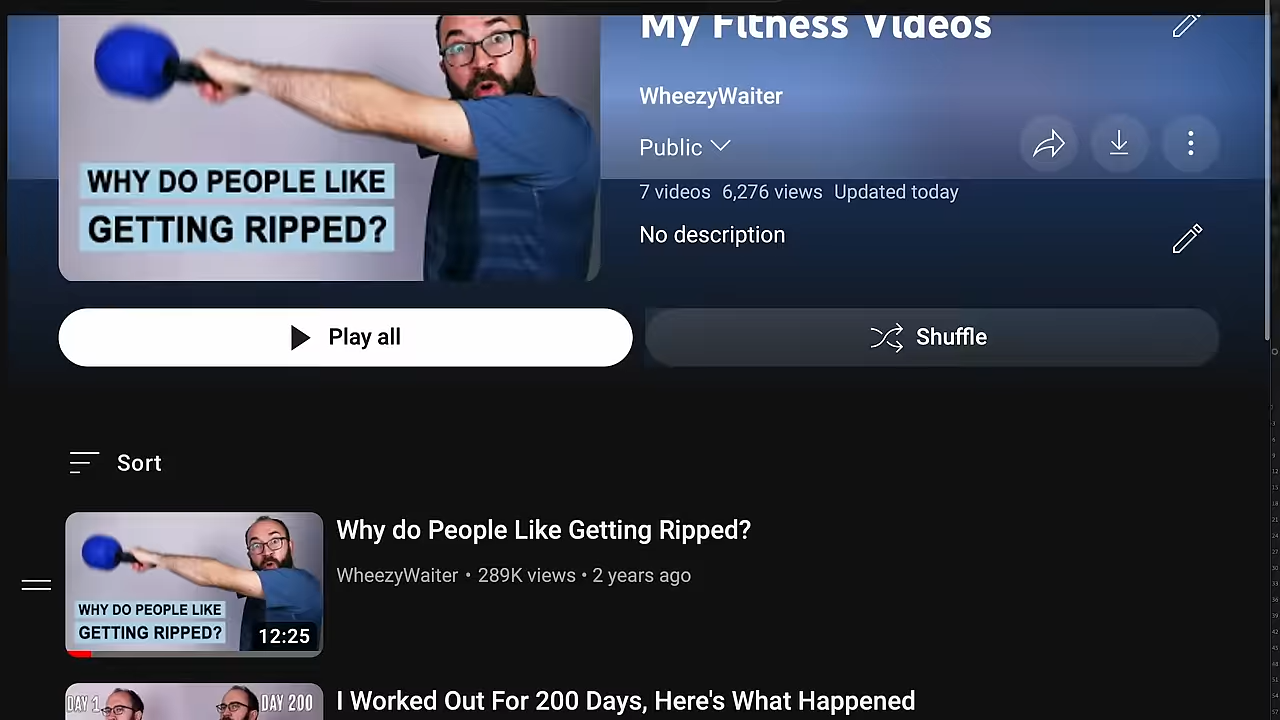 My Fitness Videos
WheezyWaiter
Public
7 videos 6,276 views Updated today
No description
WHY DO PEOPLE LIKE
GETTING RIPPED?
Play all
Shuffle
Sort
Why do People Like Getting Ripped?
WheezyWaiter • 289K views • 2 years ago
WHY DO PEOPLE LIKE
GETTING RIPPED?
12:25
DAY 1
DAY 200
I Worked Out For 200 Days, Here's What Happened